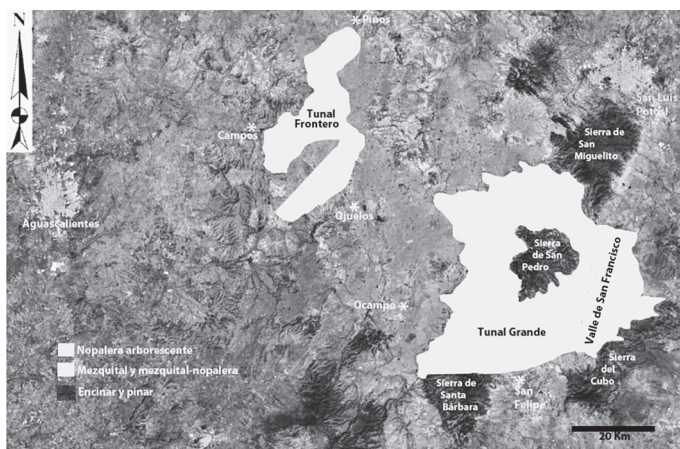 N
Pinos
Tunal
Frontero
Campos
San Luis
Potosí
Sierra de
San
Miguelito
Aguascalientes
Ojuelos
Sierra
de San
Pedro
Valle de San Francisco
Ocampo
Tunal Grande
Nopalera arborescente
Mezquital y mezquital-nopalera
Encinar y pinar
Sierra de
Santa
Bárbara
San
Felipe
Sierra
del
Cubo
20 Km